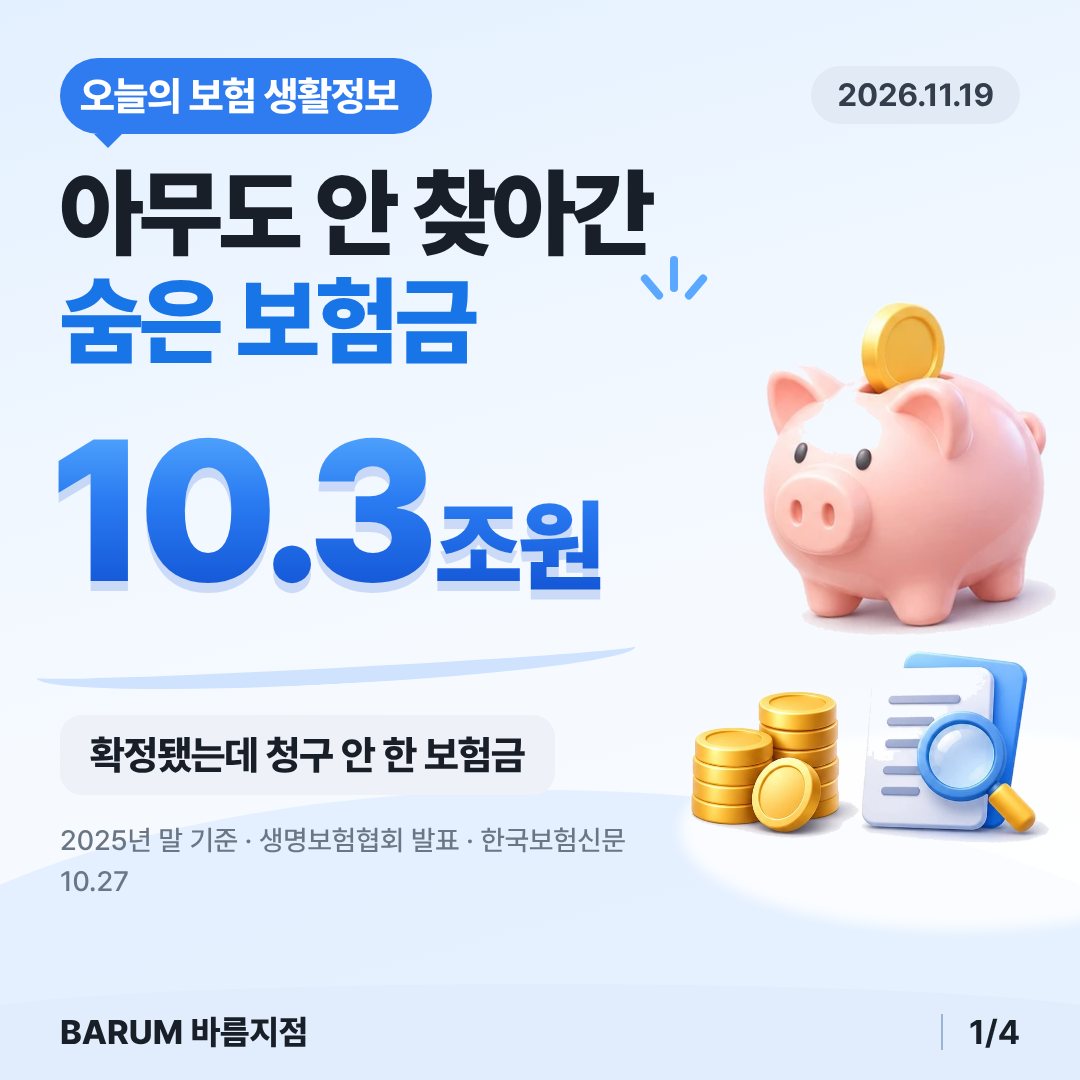 오늘의 보험 생활정보
2026.11.19
아무도 안 찾아간
숨은 보험금
10.3조원
확정됐는데 청구 안 한 보험금
2025년 말 기준 · 생명보험협회 발표 · 한국보험신문
10.27
BARUM 바름지점
1/4